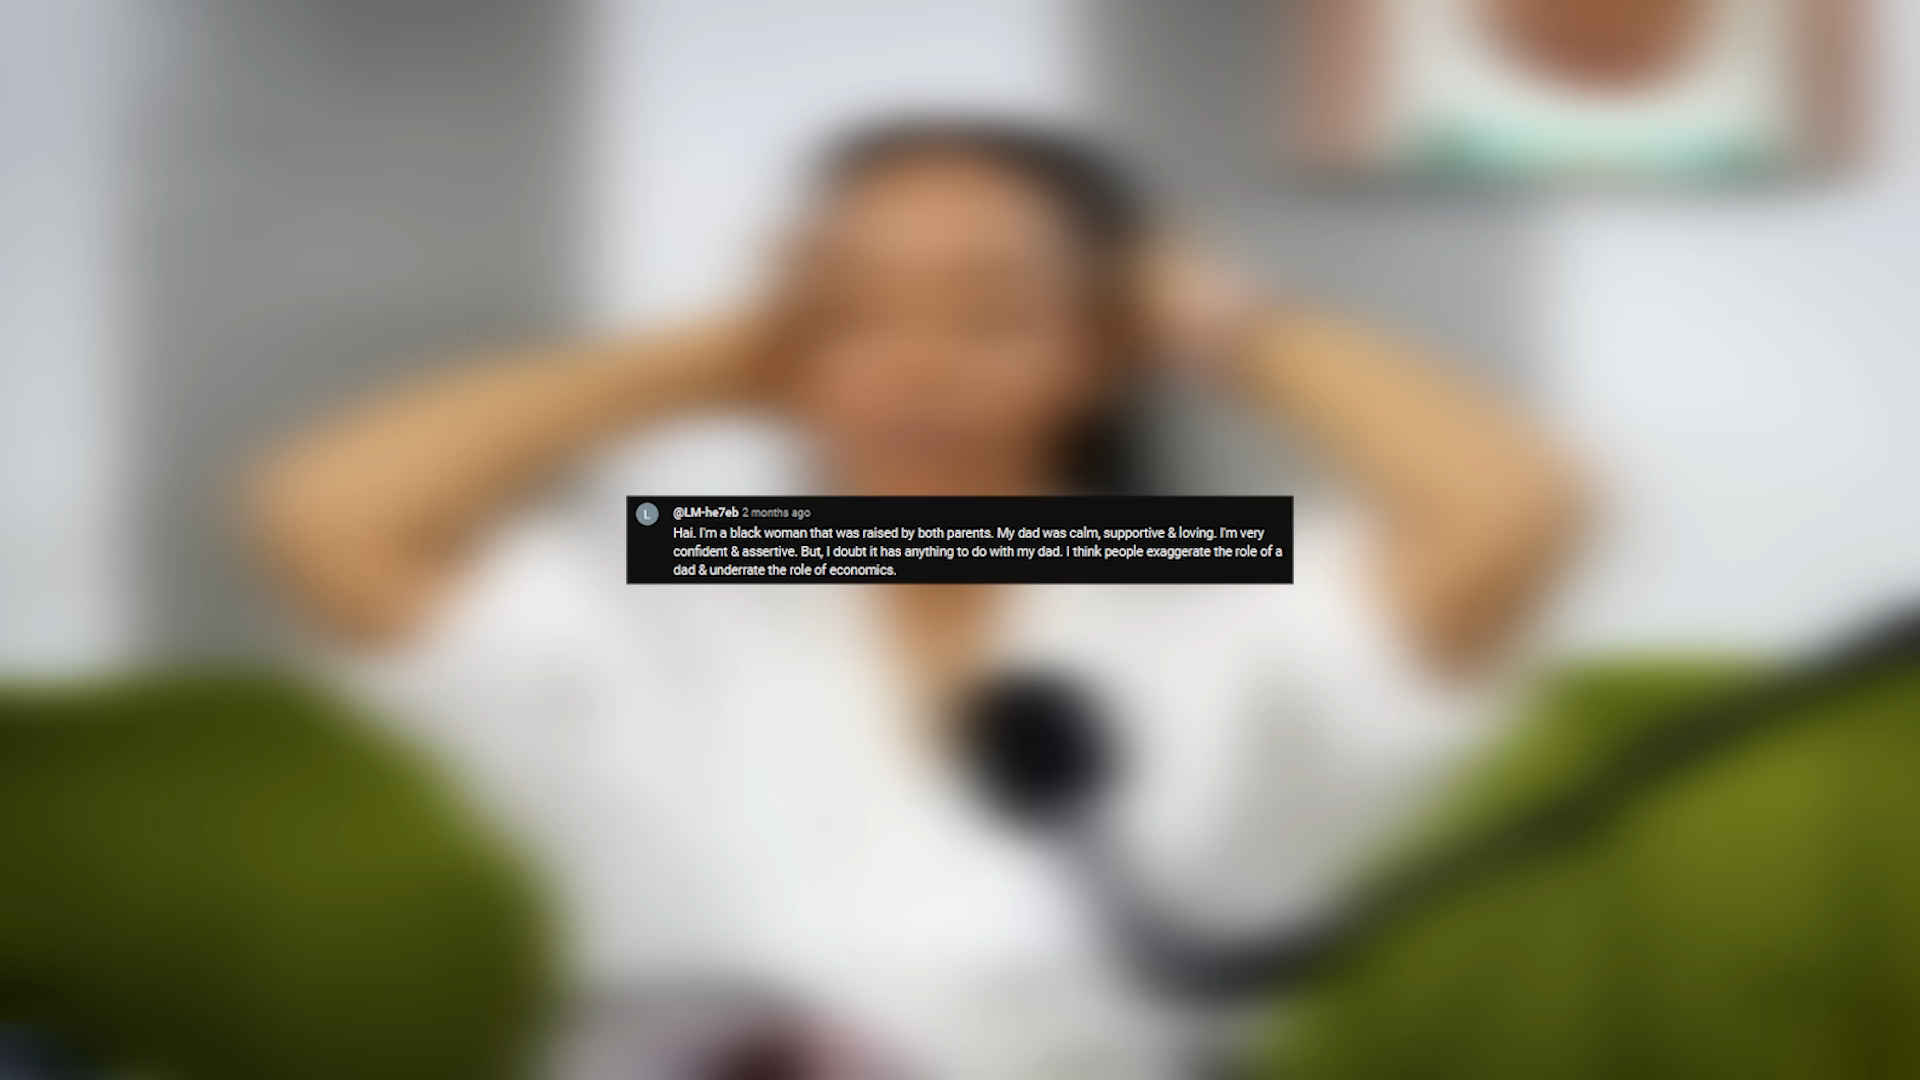 L
@LM-he7eb 2 months ago
Hai. I'm a black woman that was raised by both parents. My dad was calm, supportive & loving. I'm very
confident & assertive. But, I doubt it has anything to do with my dad. I think people exaggerate the role of a
dad & underrate the role of economics.